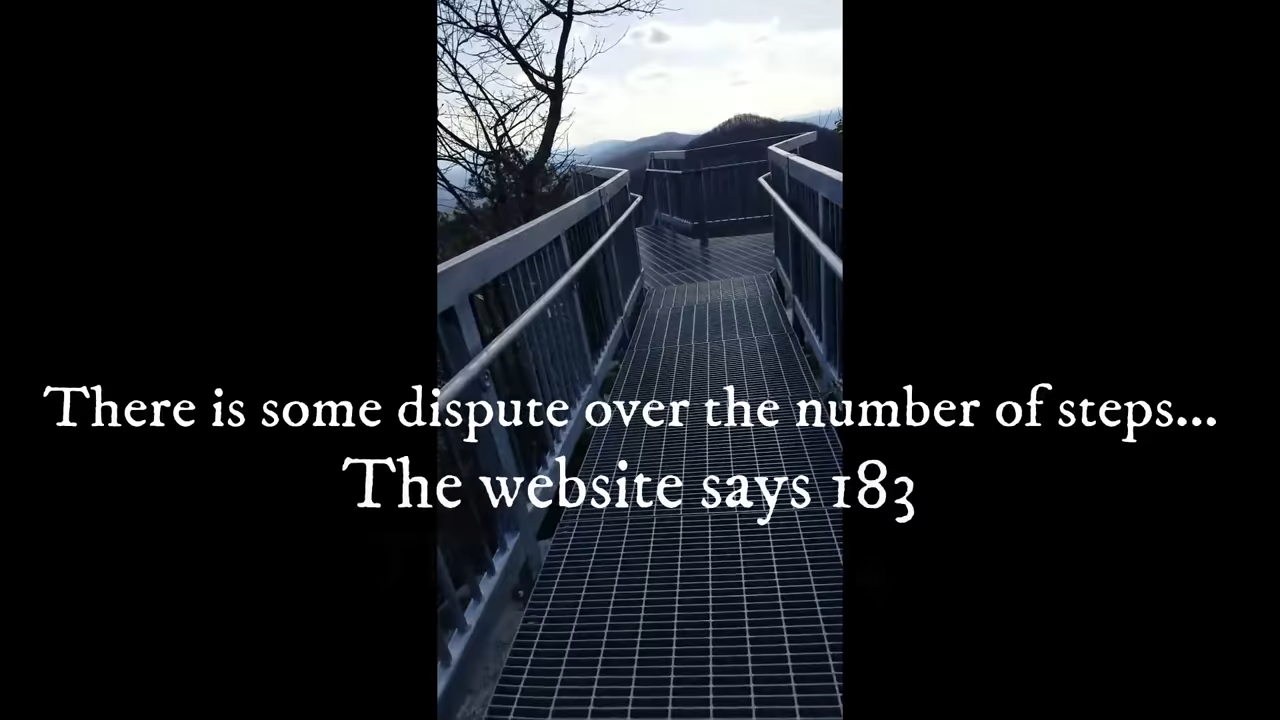 There is some dispute over the number of steps...
The website says 183